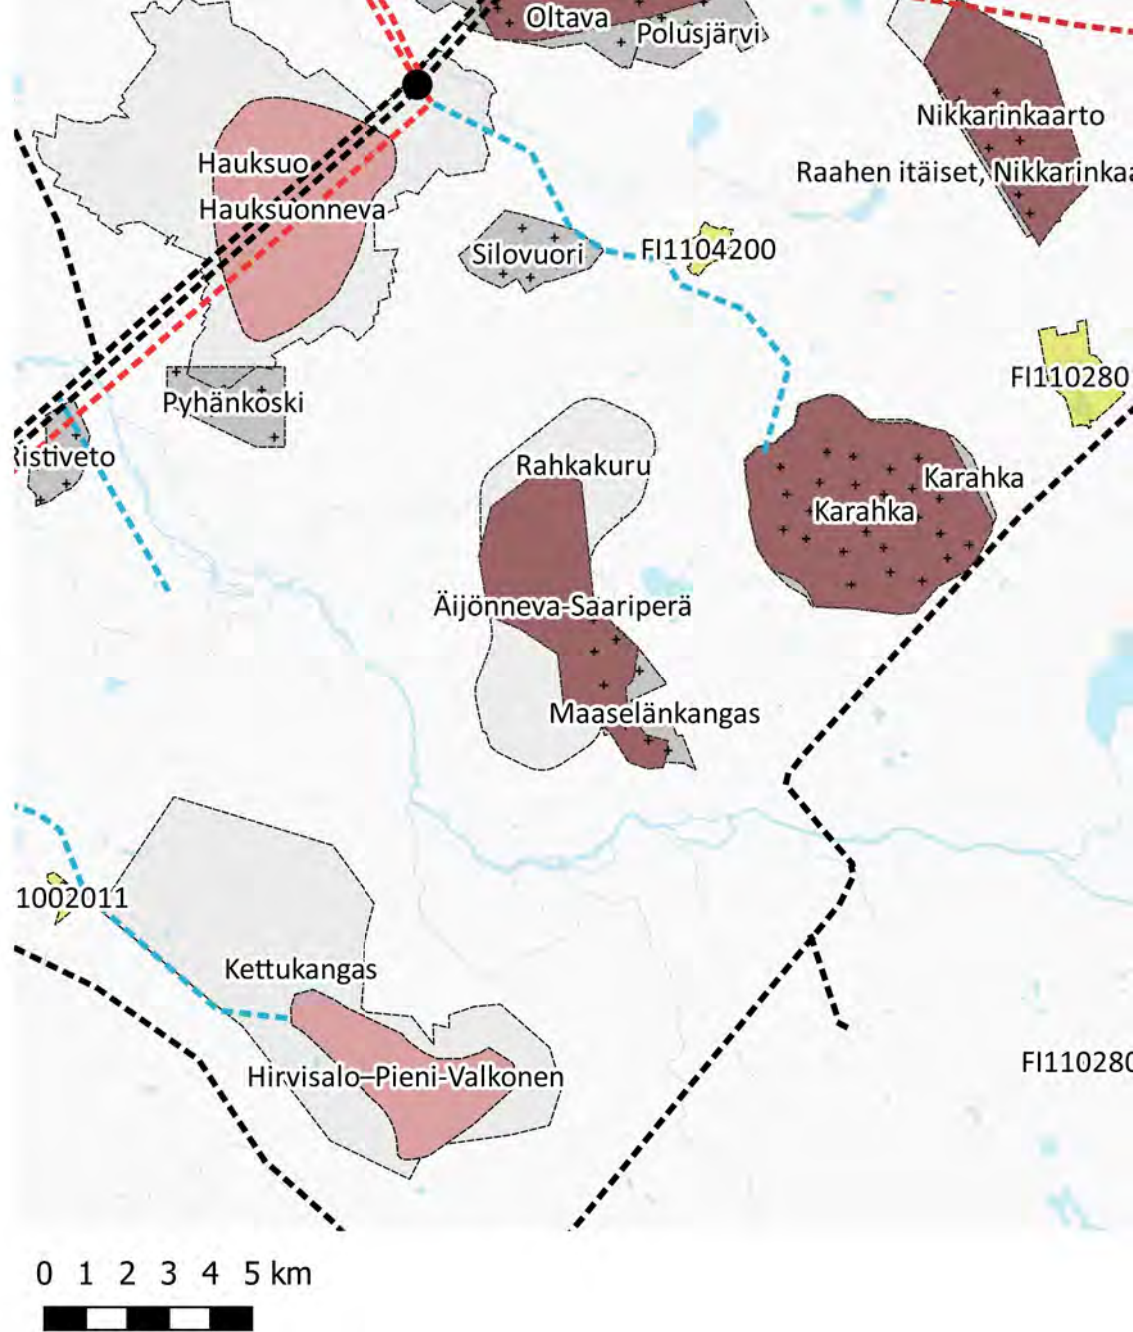 Oltava
Polusjärvi
Nikkarinkaarto
Hauksuo
Raahen itäiset, Nikkarinkaa
Hauksuonneva
Silovuori
FI1104200
FI110280
Pyhänkoski
Ristiveto
Rahkakuru
Karahka
Karahka
Äijönneva-Saariperä
Maaselänkangas
1002011
Kettukangas
FI110280
Hirvisalo–Pieni-Valkonen
0 1 2 3 4 5 km